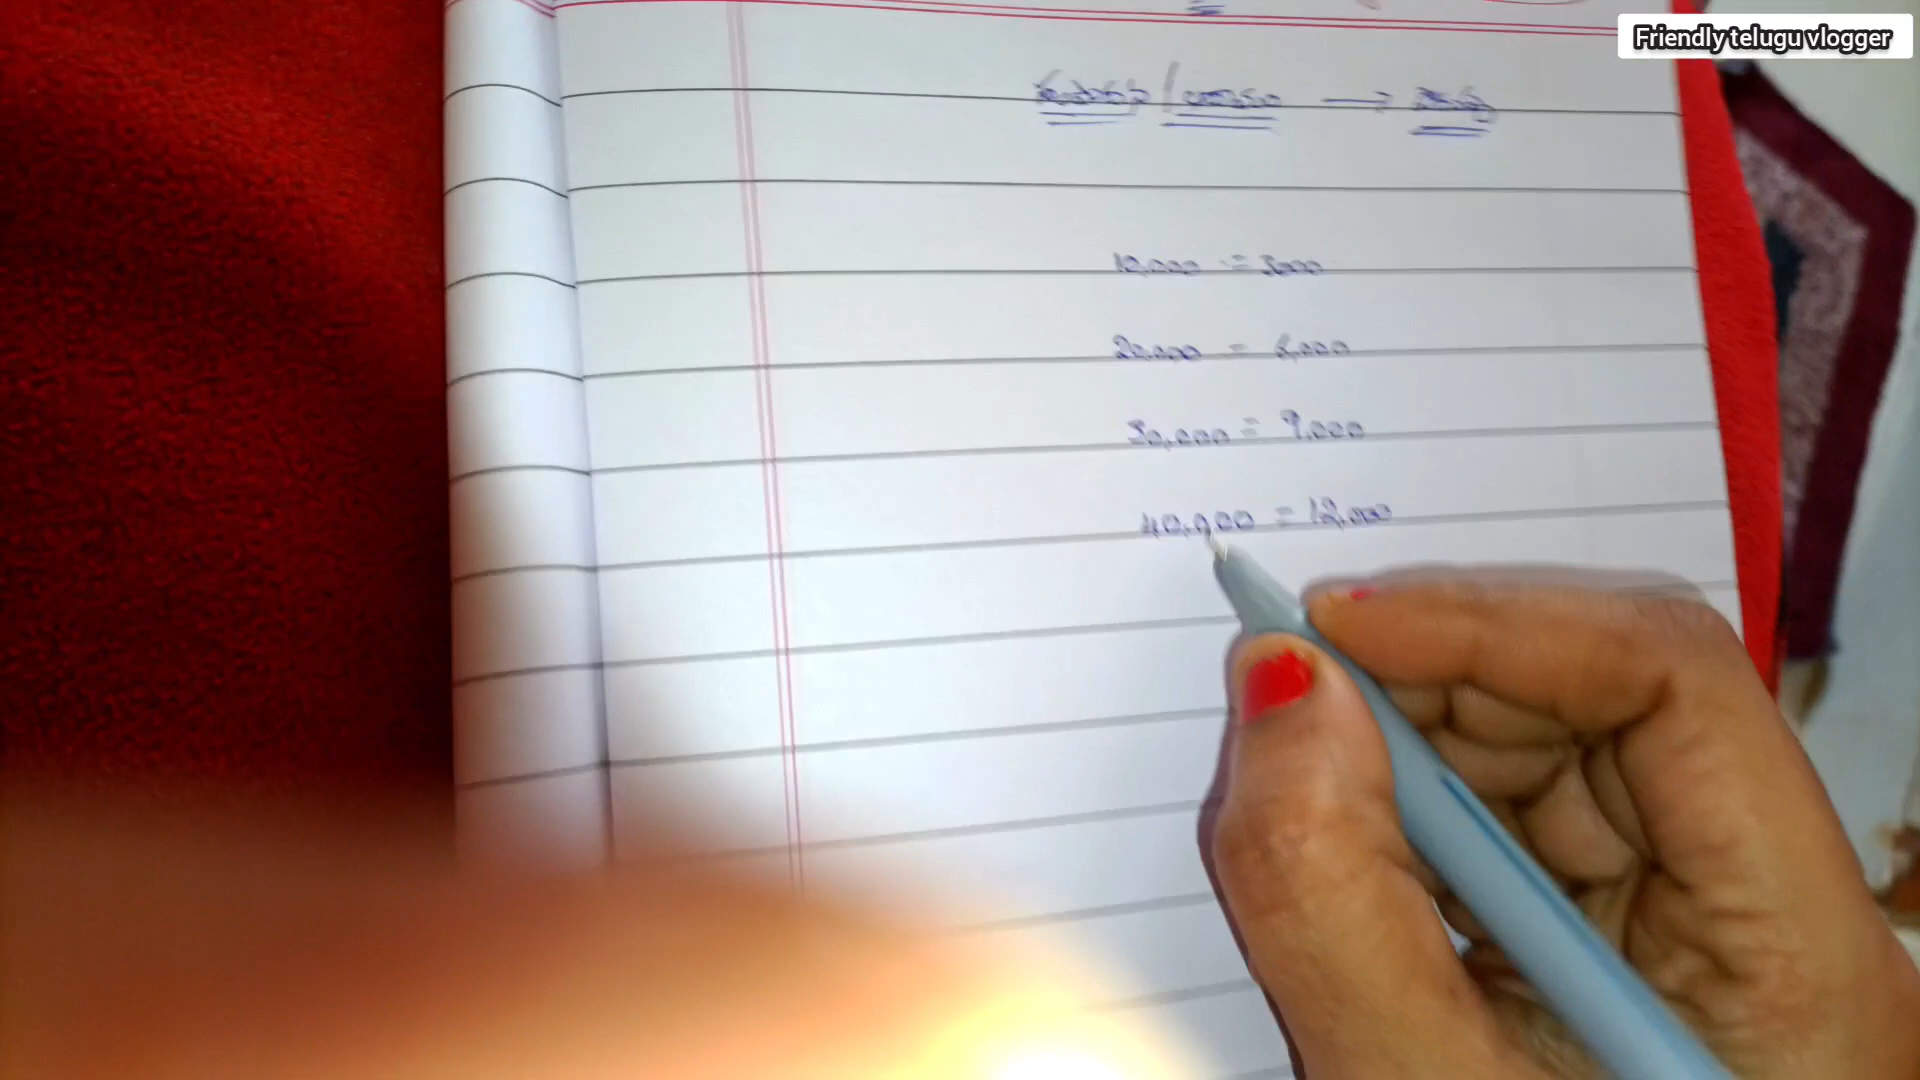 Friendly telugu vlogger
10,000 = 3000
20,000 = 6,000
30,000 = 9,000
40,000 = 12,000